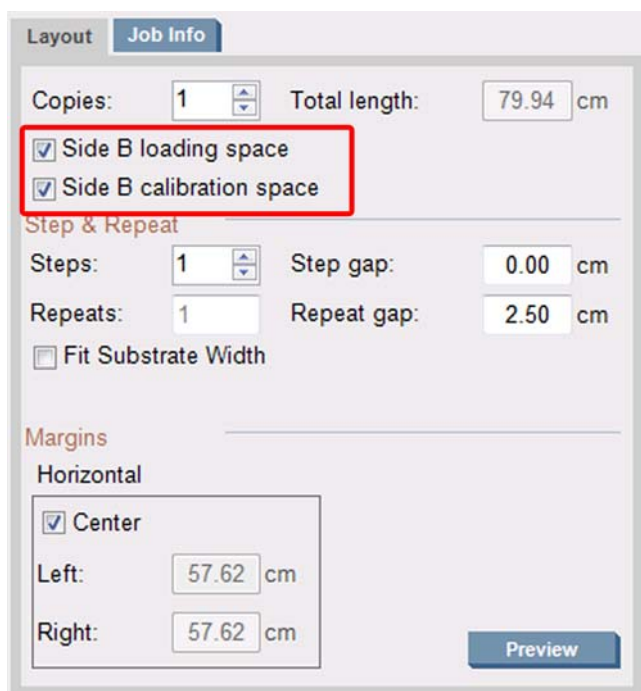 Layout Job Info
Copies: 1 Total length: 79.94 cm
Side B loading space
Side B calibration space
Step & Repeat
Steps: 1 Step gap: 0.00 cm
Repeats: 1 Repeat gap: 2.50 cm
Fit Substrate Width
Margins
Horizontal
Center
Left: 57.62 cm
Right: 57.62 cm
Preview